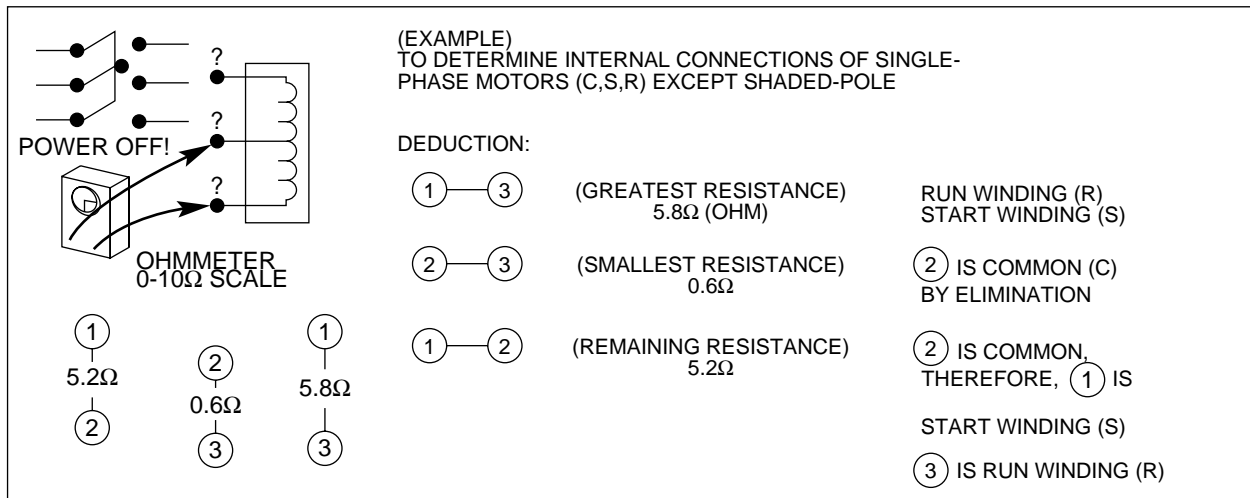 (EXAMPLE)
TO DETERMINE INTERNAL CONNECTIONS OF SINGLE-
PHASE MOTORS (C,S,R) EXCEPT SHADED-POLE
?
?
?
POWER OFF!
OHMMETER
0-10Ω SCALE
1
5.2Ω
2
2
0.6Ω
3
1
5.8Ω
3
DEDUCTION:
1 3 (GREATEST RESISTANCE) RUN WINDING (R)
5.8Ω (OHM) START WINDING (S)
2 3 (SMALLEST RESISTANCE) 2 IS COMMON (C)
0.6Ω BY ELIMINATION
1 2 (REMAINING RESISTANCE) 2 IS COMMON,
5.2Ω THEREFORE, 1 IS
START WINDING (S)
3 IS RUN WINDING (R)